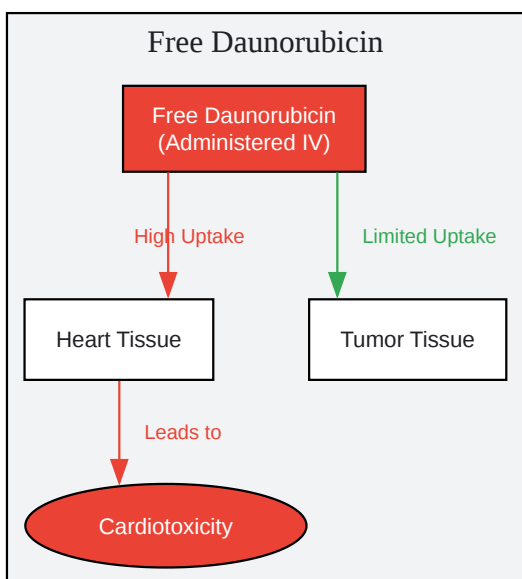 Free Daunorubicin
Free Daunorubicin
(Administered IV)
High Uptake
Limited Uptake
Heart Tissue
Tumor Tissue
Leads to
Cardiotoxicity